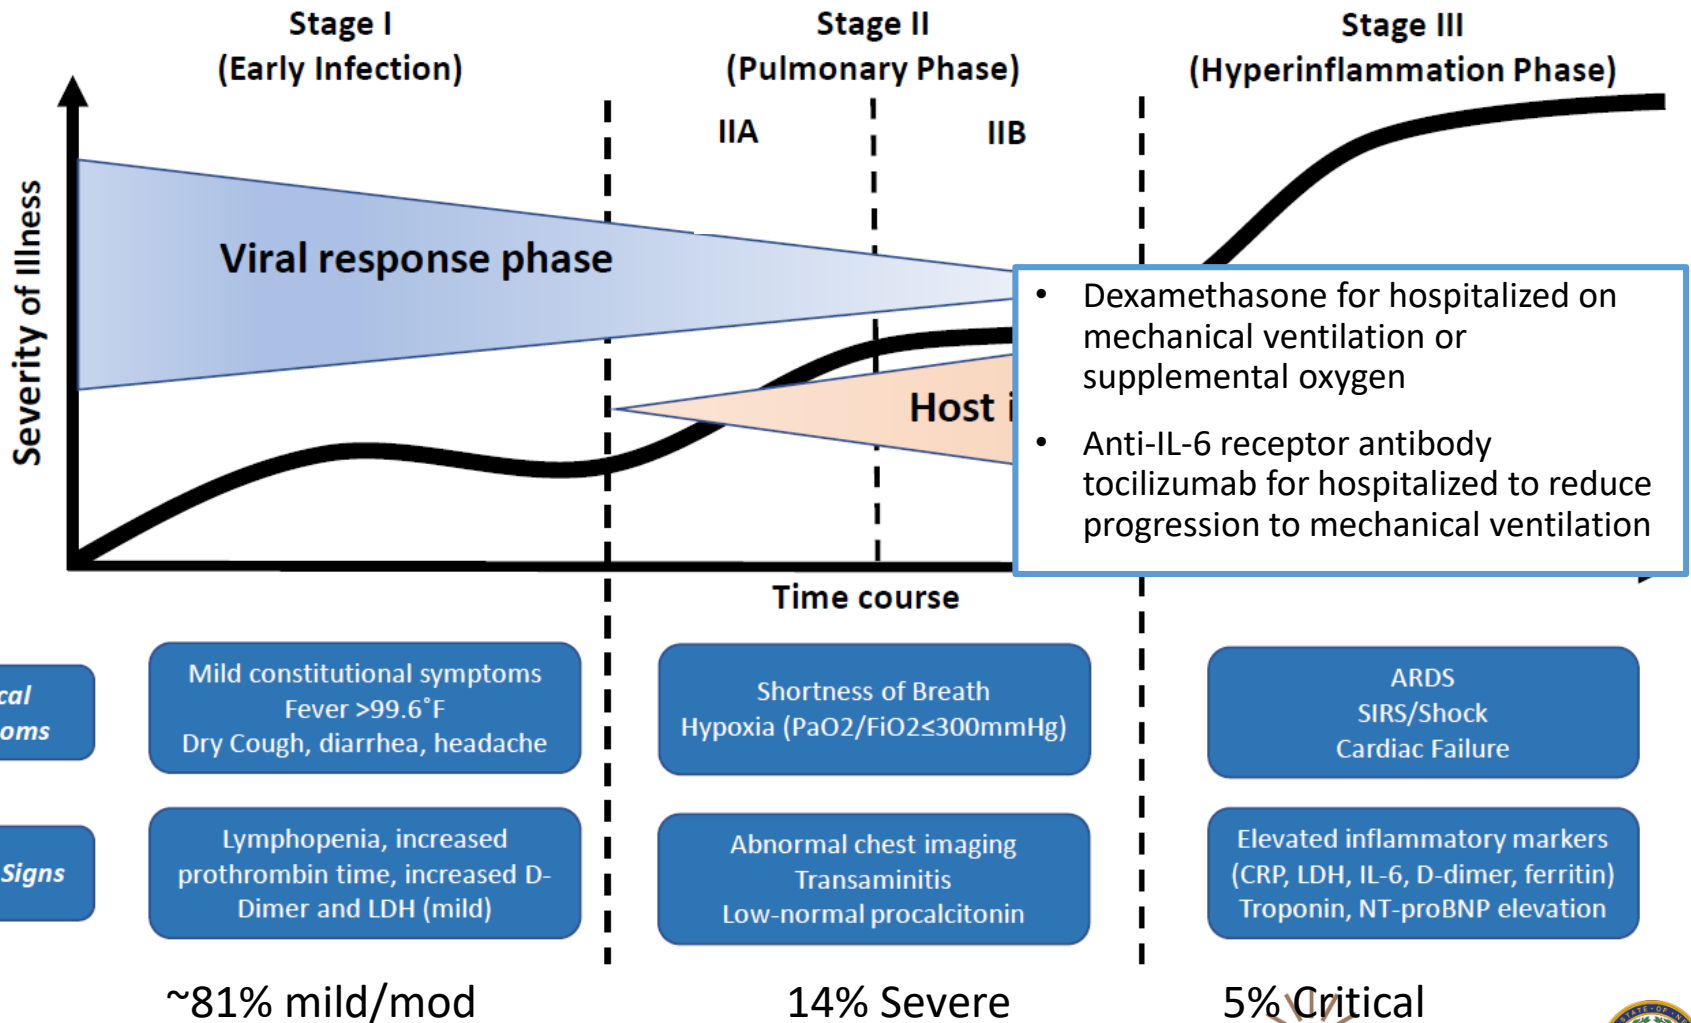 Stage I
(Early Infection)
Stage II
(Pulmonary Phase)
Stage III
(Hyperinflammation Phase)
IIA
IIB
Severity of Illness
Viral response phase
Host i
• Dexamethasone for hospitalized on
mechanical ventilation or
supplemental oxygen
• Anti-IL-6 receptor antibody
tocilizumab for hospitalized to reduce
progression to mechanical ventilation
Time course
cal
oms
Mild constitutional symptoms
Fever >99.6°F
Dry Cough, diarrhea, headache
Shortness of Breath
Hypoxia (PaO2/FiO2≤300mmHg)
ARDS
SIRS/Shock
Cardiac Failure
Signs
Lymphopenia, increased
prothrombin time, increased D-
Dimer and LDH (mild)
Abnormal chest imaging
Transaminitis
Low-normal procalcitonin
Elevated inflammatory markers
(CRP, LDH, IL-6, D-dimer, ferritin)
Troponin, NT-proBNP elevation
~81% mild/mod
14% Severe
5% Critical